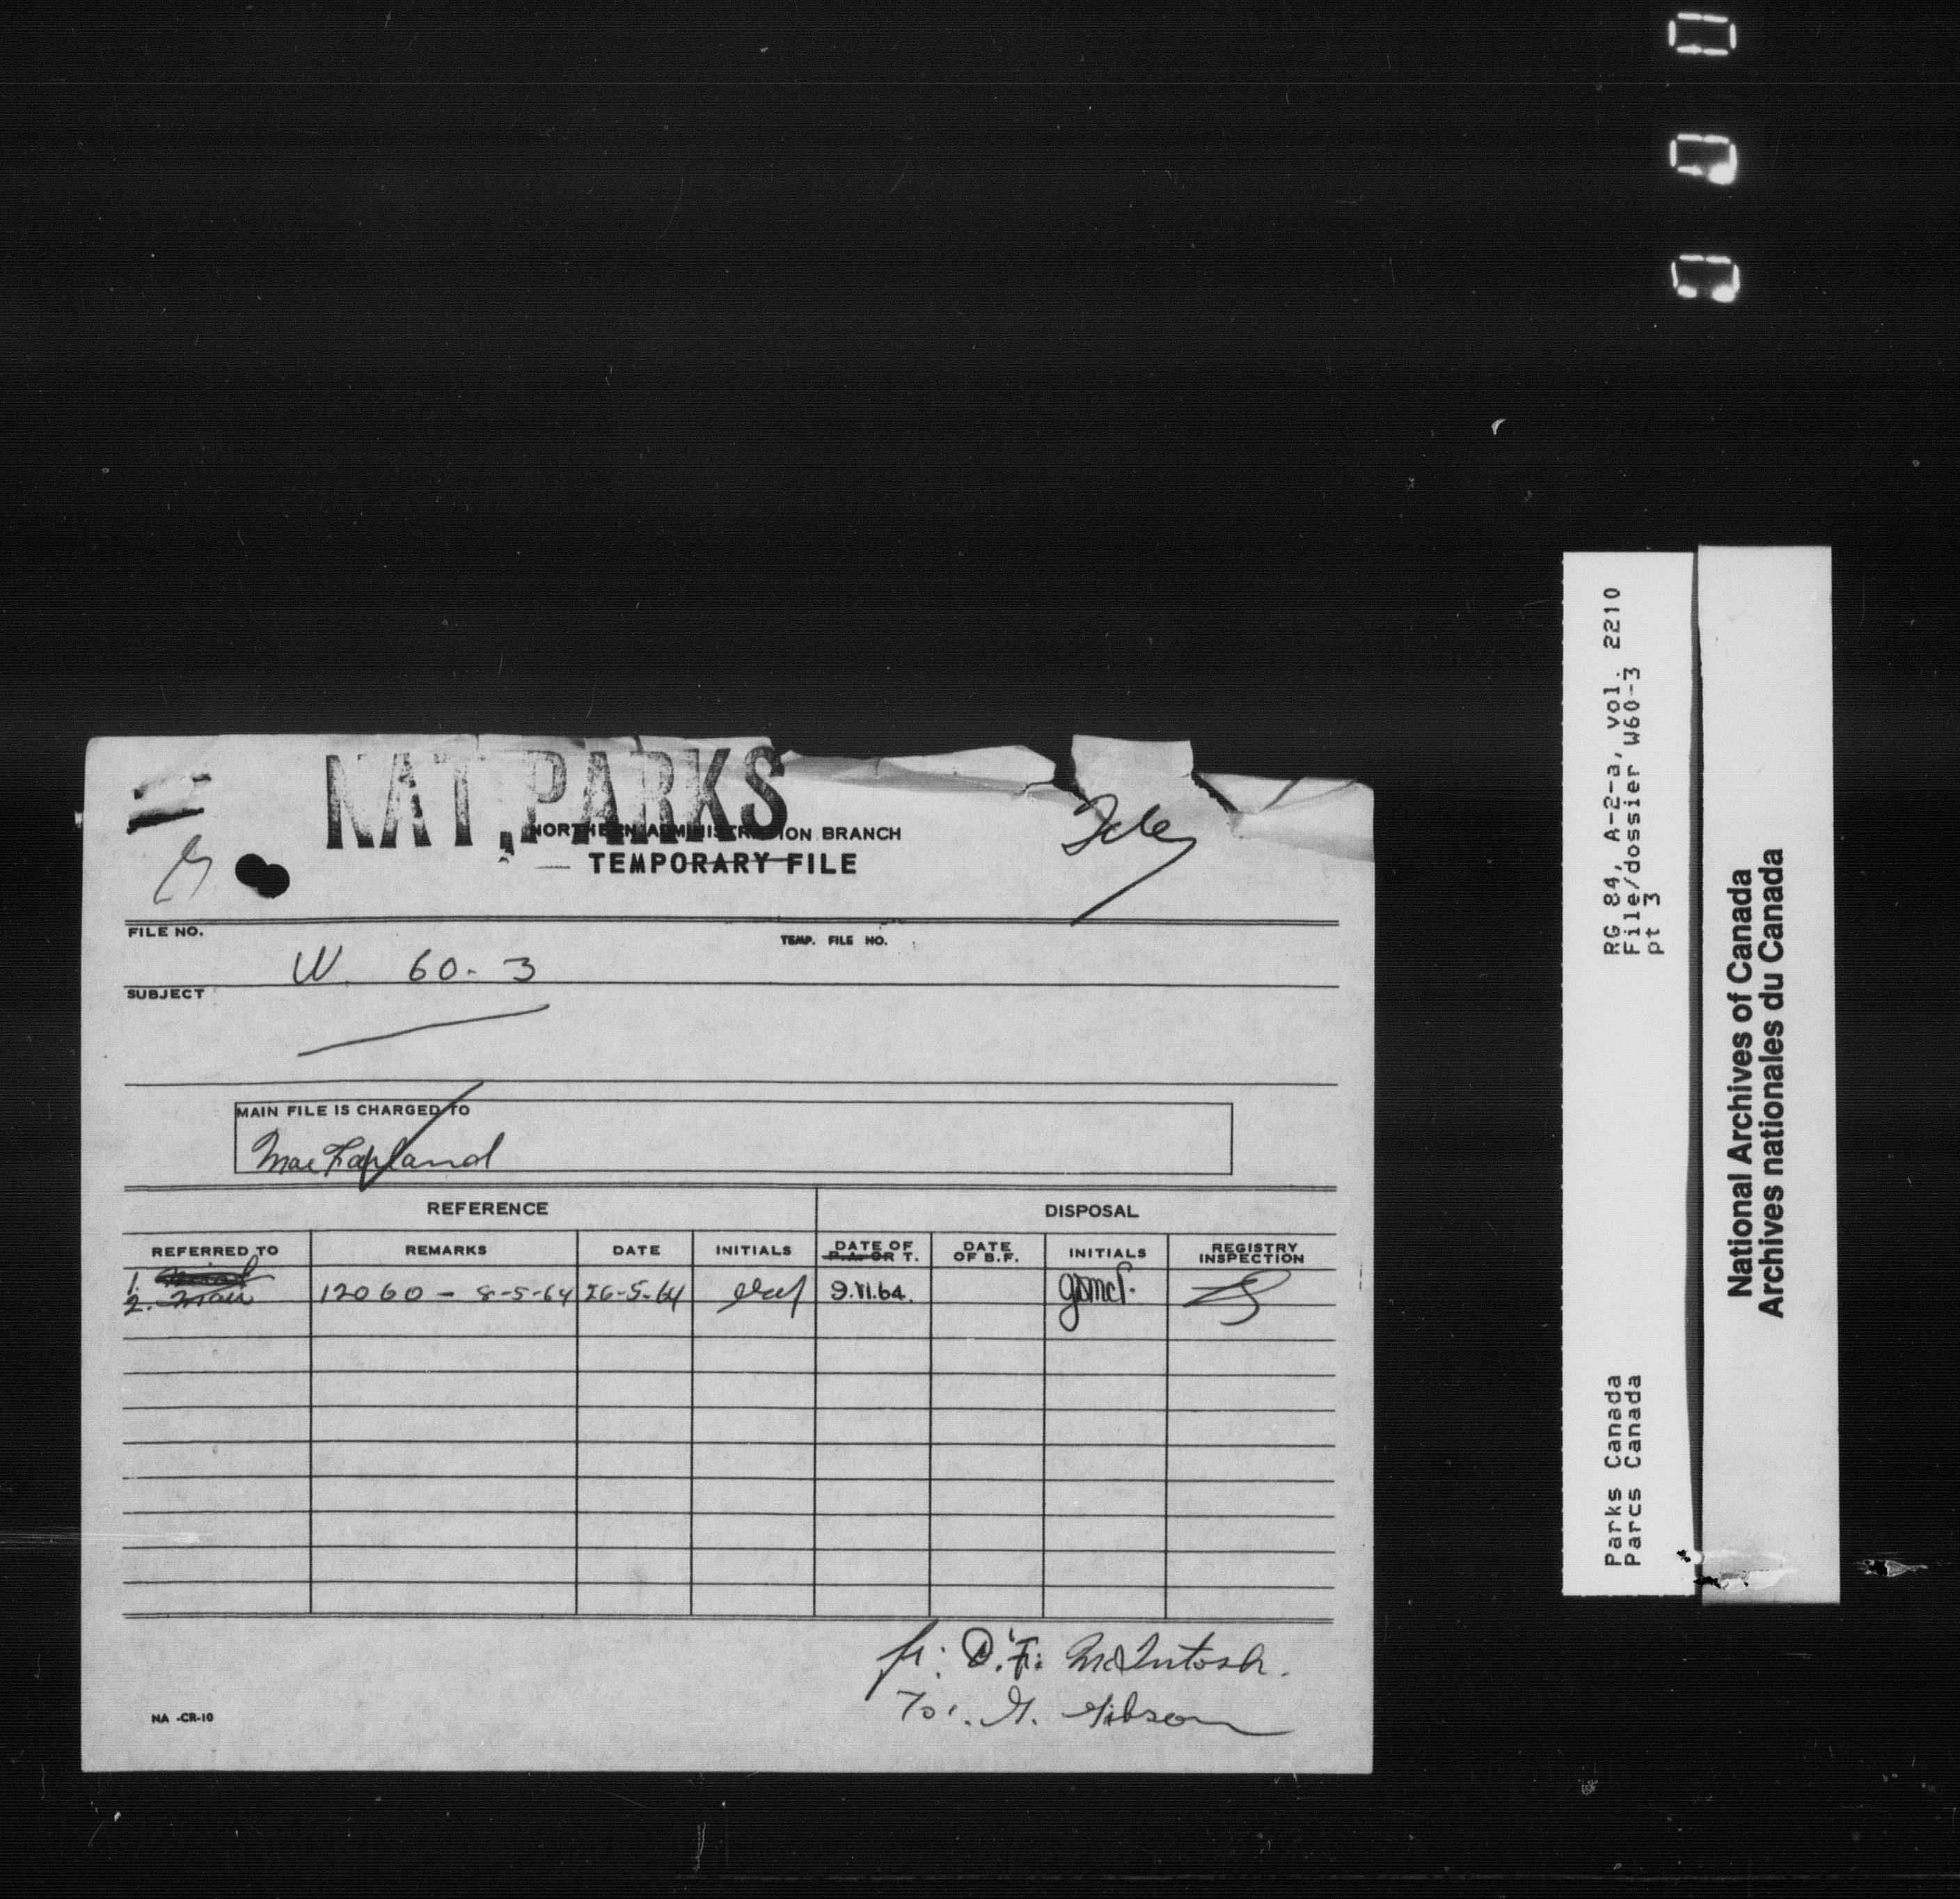 NAT. PARKS
NORTHERN ADMINISTRATION BRANCH
TEMPORARY FILE
FILE NO.
TEMP. FILE NO.
W. 60-3
SUBJECT
MAIN FILE IS CHARGED TO
MacFarland
REFERENCE
DISPOSAL
REFERRED TO
REMARKS
DATE
INITIALS
DATE OF P.A. OR T.
DATE OF B.F.
INITIALS
REGISTRY INSPECTION
1.
2.
12060 - 8-5-64
26-5-64
9.VI.64.
fr: D.F. McIntosh.
To: G. Gibson
NA -CR-10
RG 84, A-2-a, vol. 2210
File/dossier W60-3
pt 3
Parks Canada
Parcs Canada
National Archives of Canada
Archives nationales du Canada